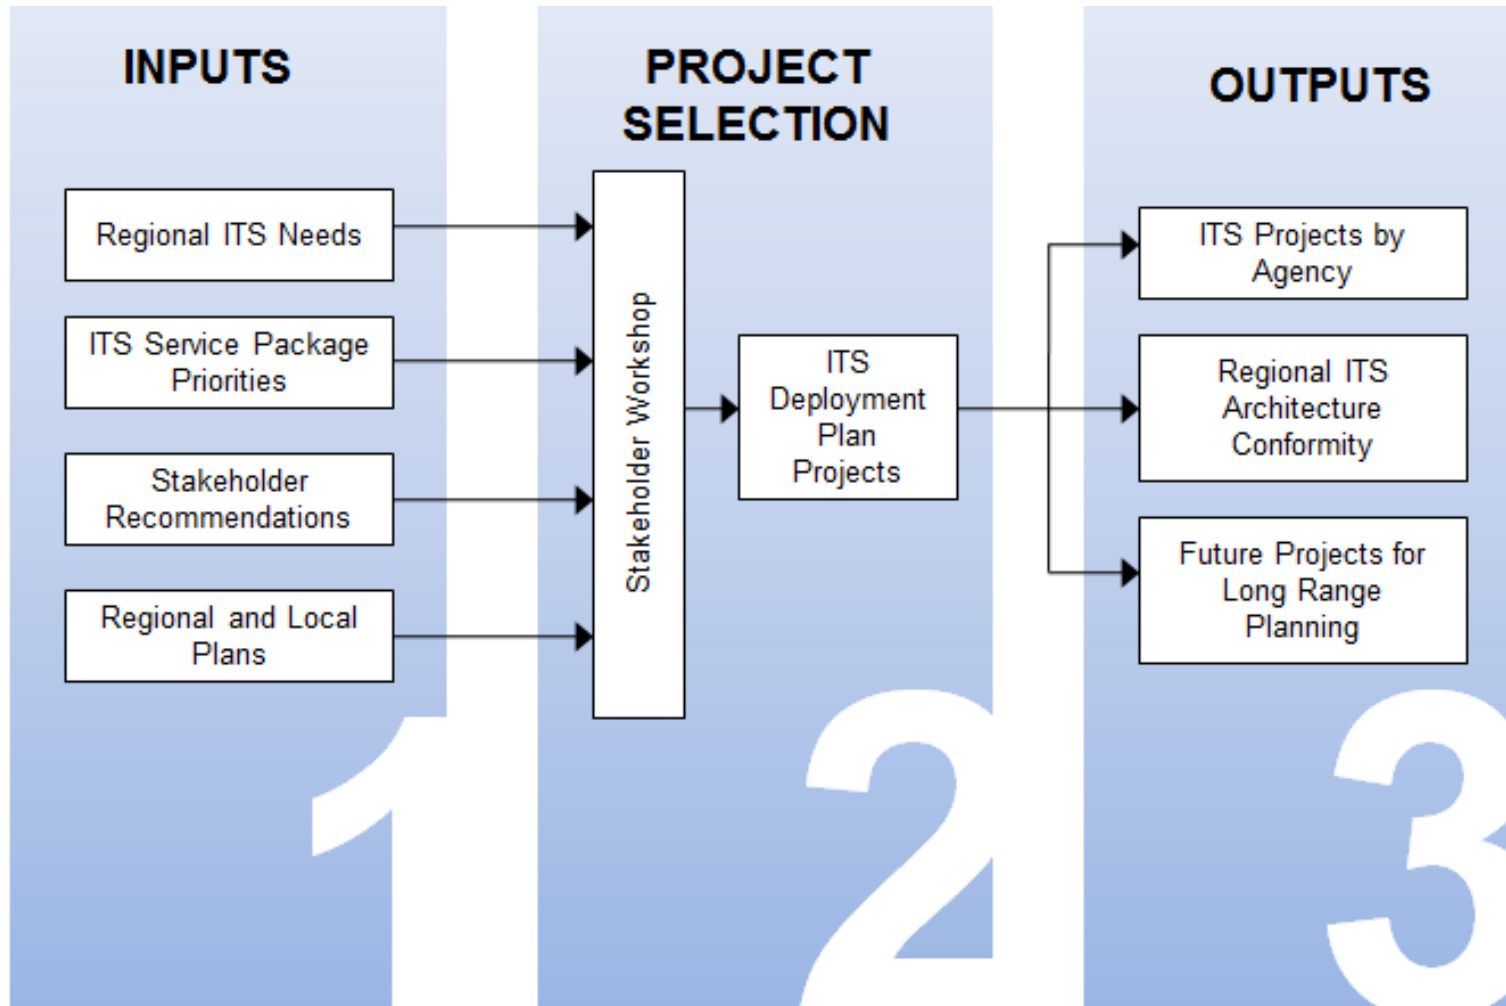 INPUTS
Regional ITS Needs
ITS Service Package
Priorities
Stakeholder
Recommendations
Regional and Local
Plans
1
PROJECT
SELECTION
Stakeholder Workshop
ITS
Deployment
Plan
Projects
2
OUTPUTS
ITS Projects by
Agency
Regional ITS
Architecture
Conformity
Future Projects for
Long Range
Planning
3